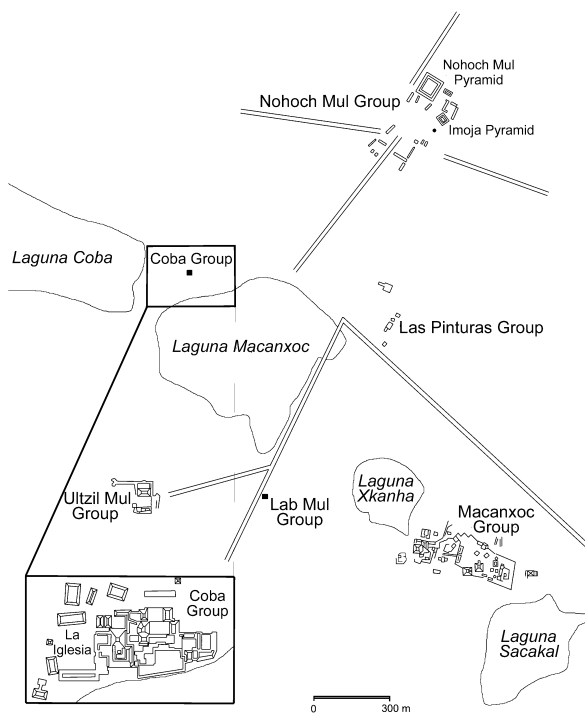 Nohoch Mul
Pyramid
Nohoch Mul Group
Imoja Pyramid
Laguna Coba
Coba Group
Laguna Macanxoc
Las Pinturas Group
Ultzil Mul
Group
Lab Mul
Group
Laguna
Xkanha
Macanxoc
Group
Coba
Group
La
Iglesia
Laguna
Sacakal
0 300 m